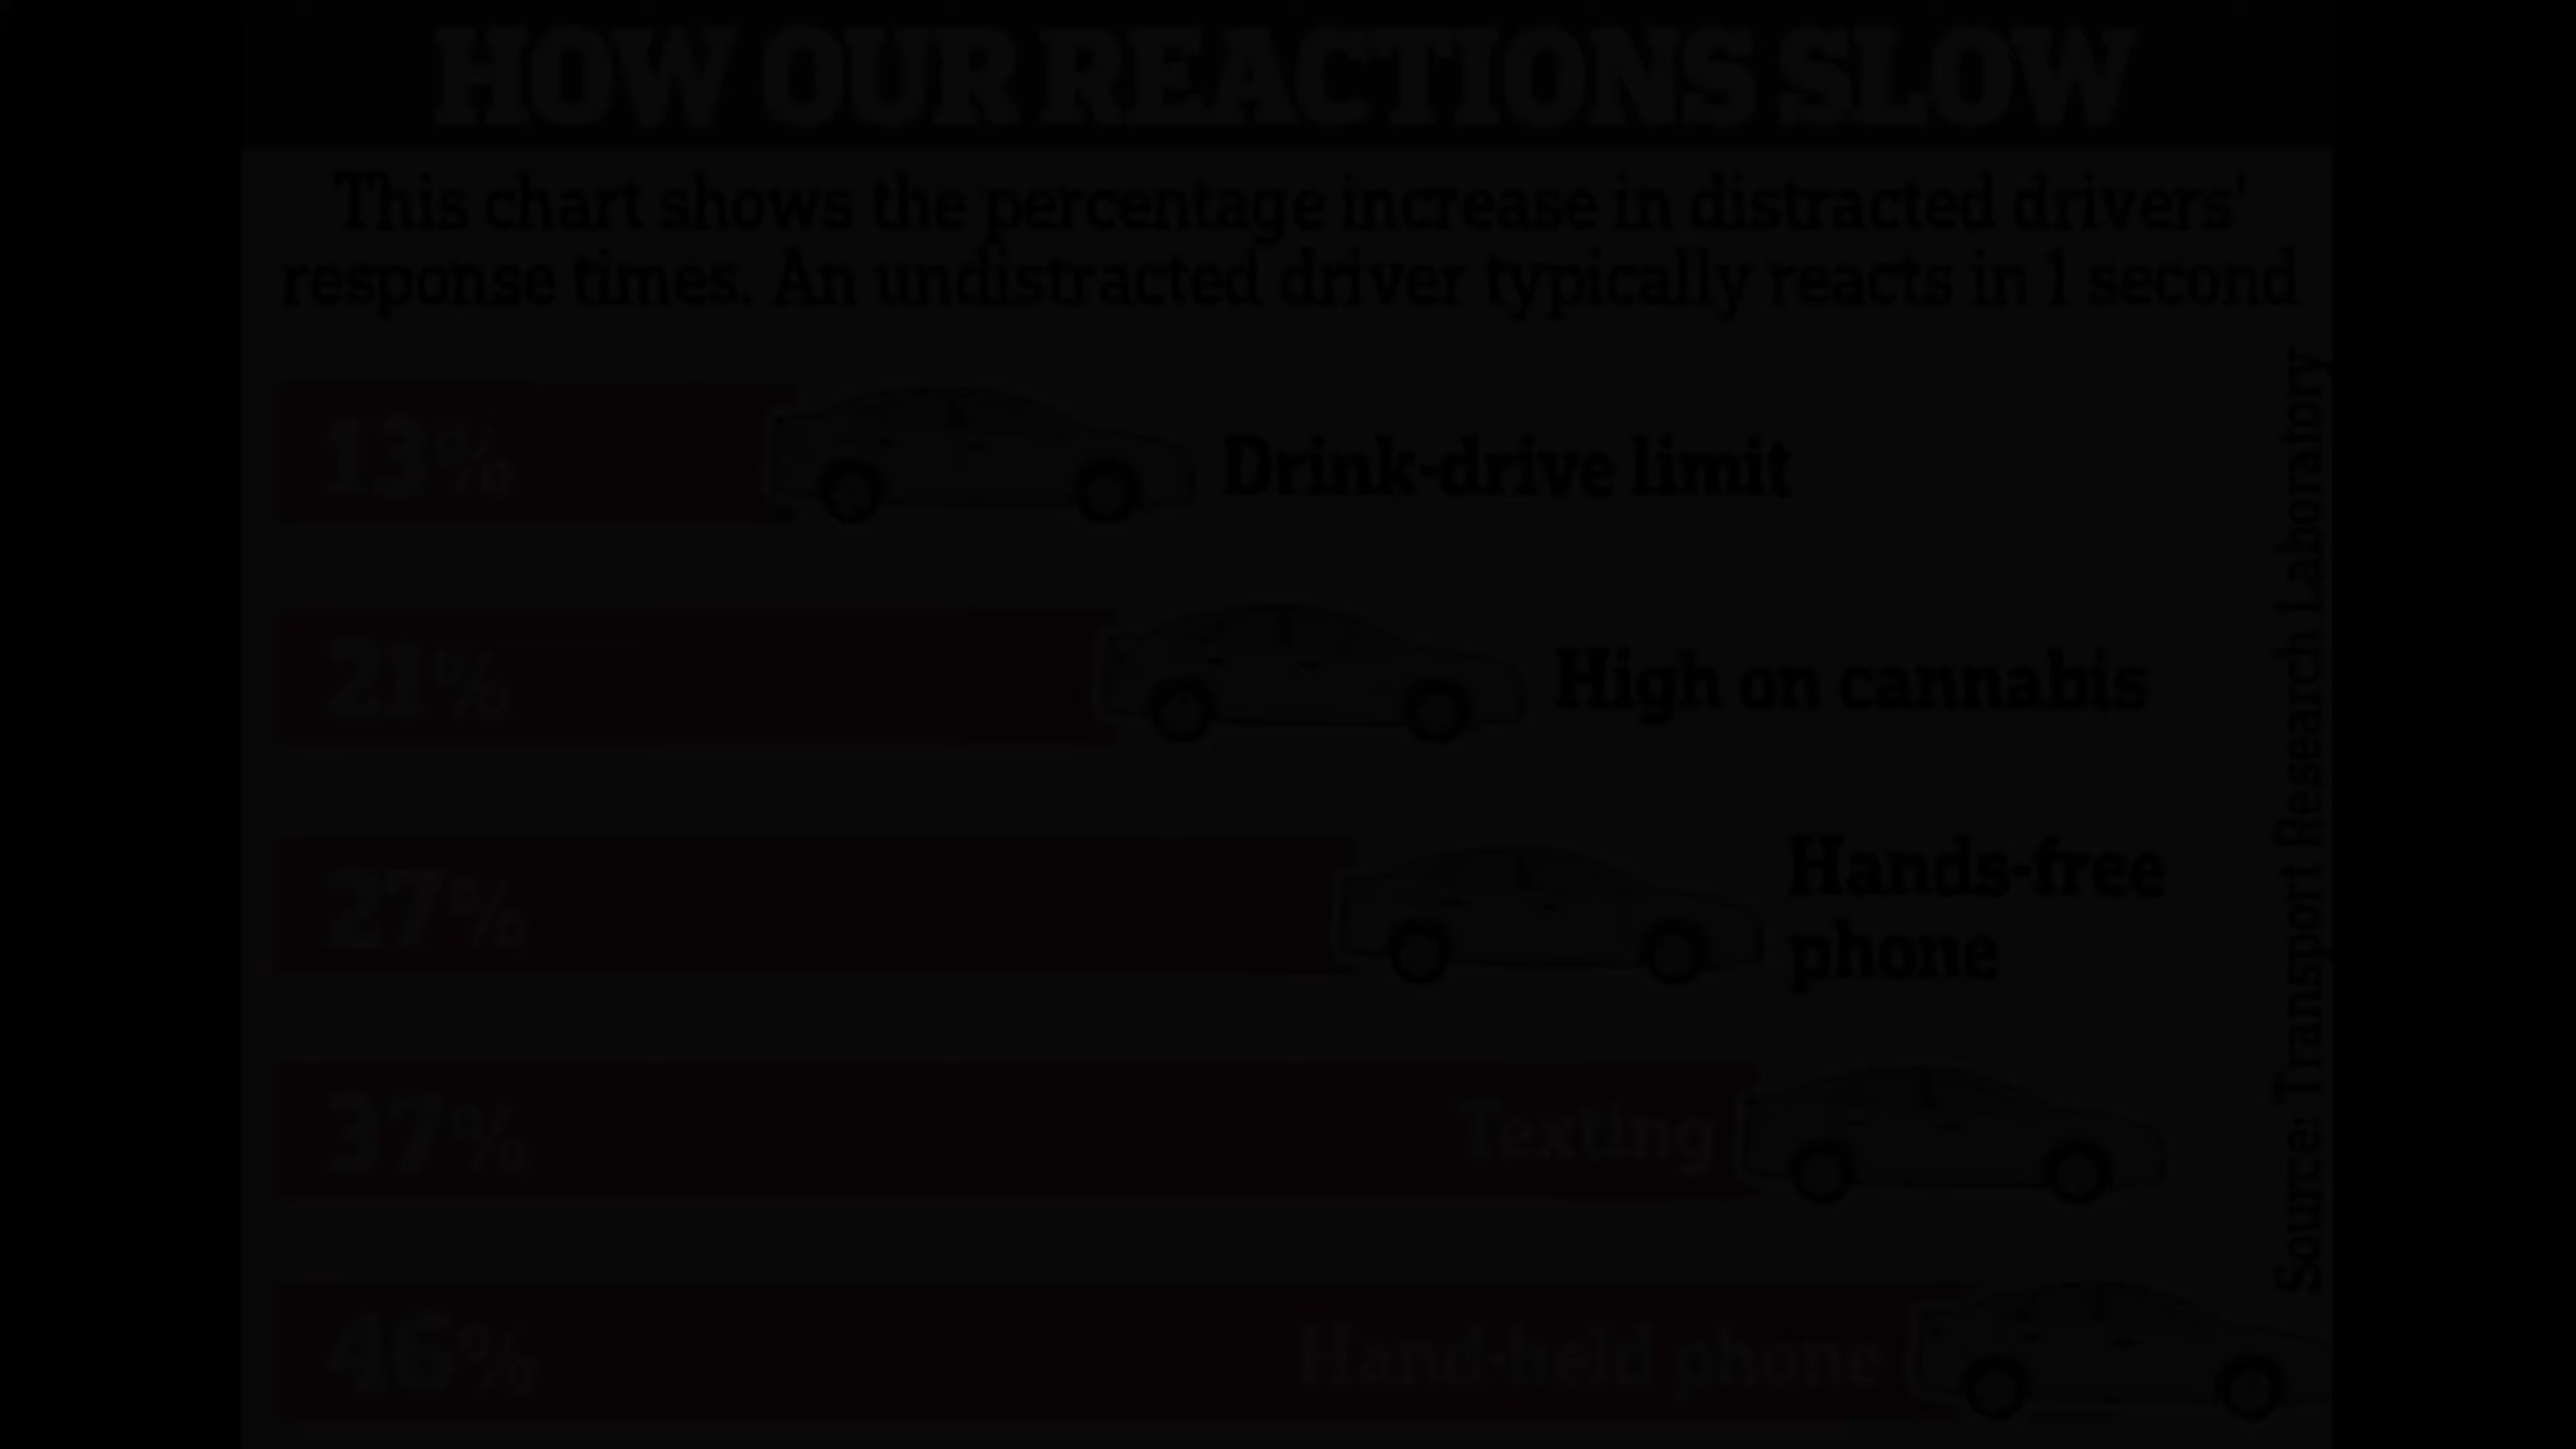 HOW OUR REACTIONS SLOW
This chart shows the percentage increase in distracted drivers'
response times. An undistracted driver typically reacts in 1 second
13%
Drink-drive limit
21%
High on cannabis
27%
Hands-free
phone
37%
Texting
46%
Hand-held phone
Source: Transport Research Laboratory